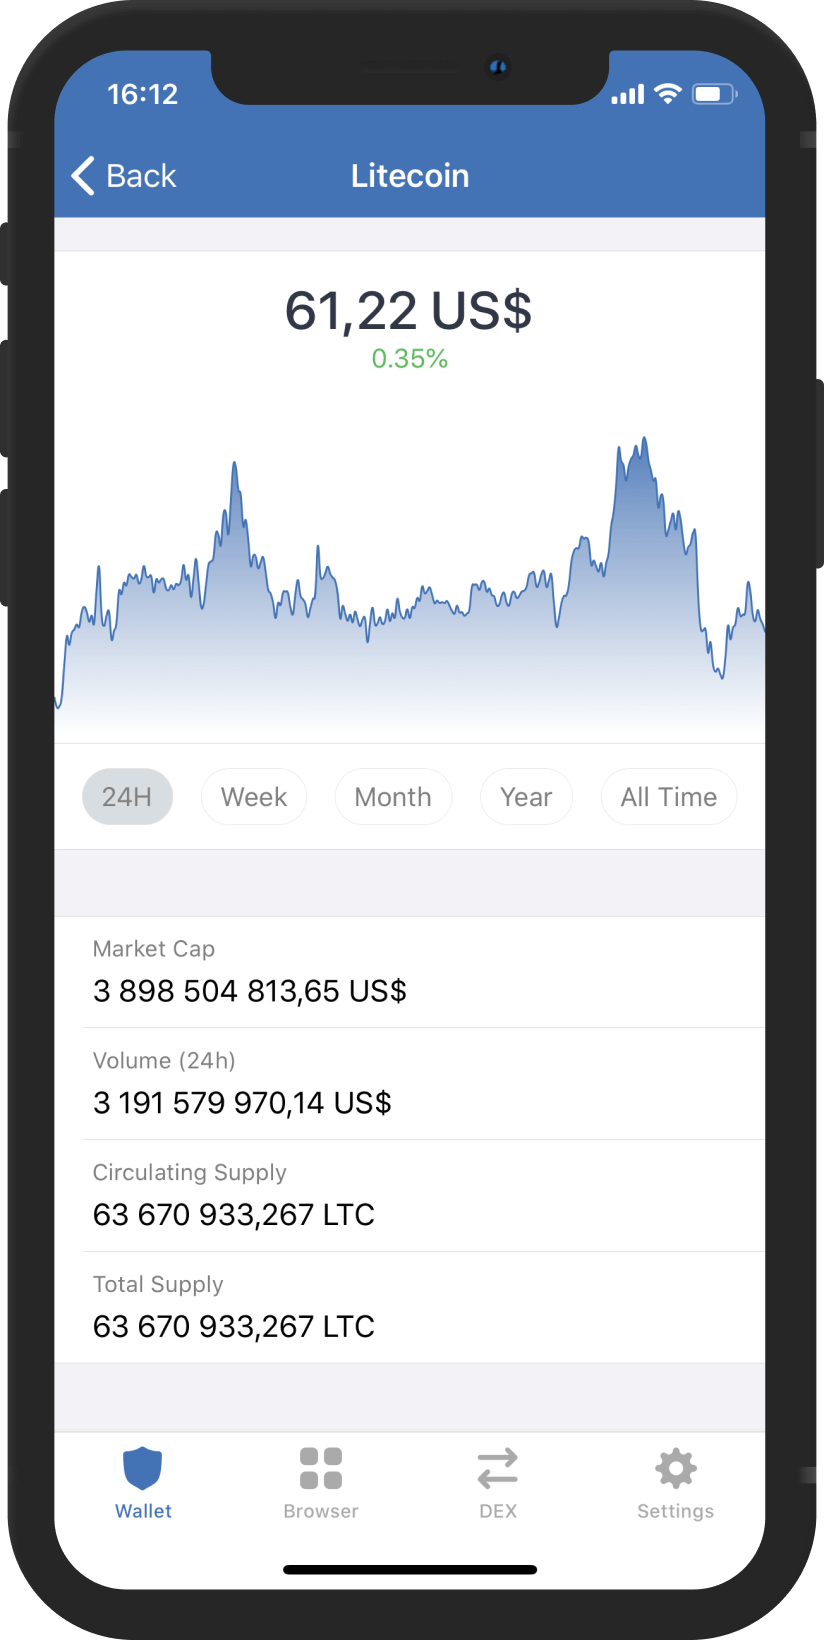 16:12
Back
Litecoin
61,22 US$
0.35%
24H Week Month Year All Time
Market Cap
3 898 504 813,65 US$
Volume (24h)
3 191 579 970,14 US$
Circulating Supply
63 670 933,267 LTC
Total Supply
63 670 933,267 LTC
Wallet Browser DEX Settings